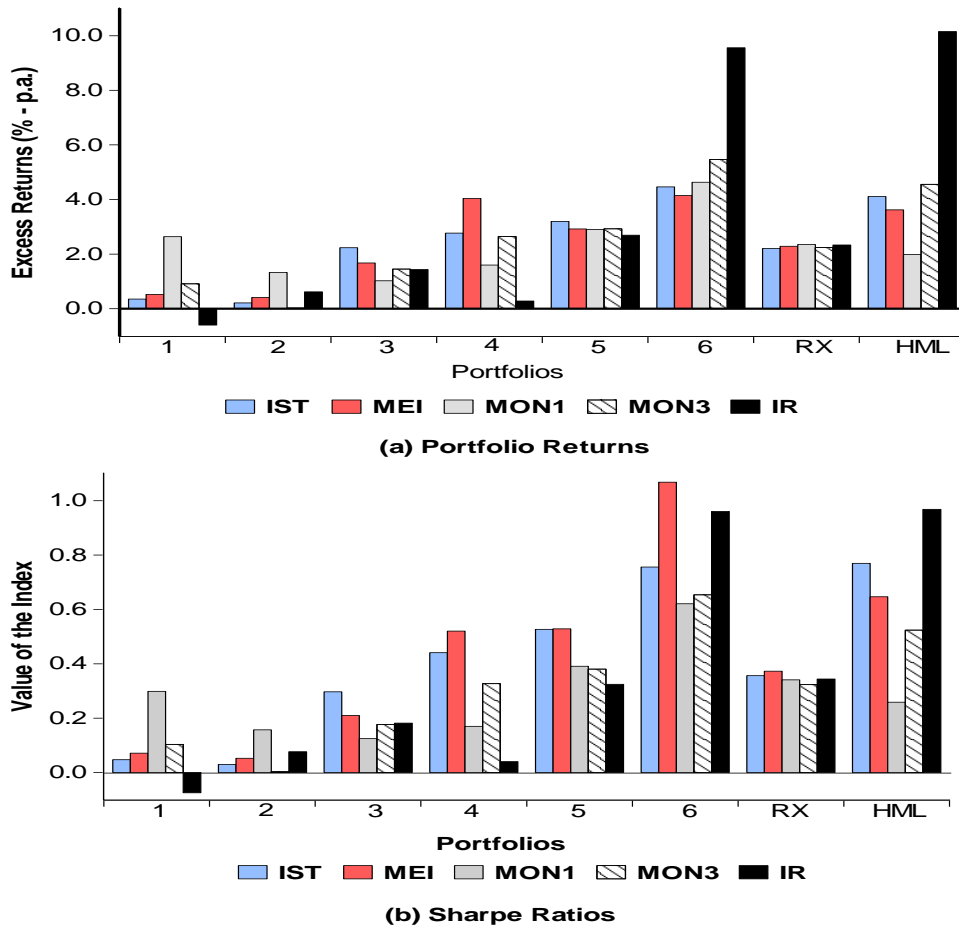 Excess Returns (% - p.a.)
10.0
8.0
6.0
4.0
2.0
0.0
1 2 3 4 5 6 RX HML
Portfolios
IST MEI MON1 MON3 IR
(a) Portfolio Returns
Value of the Index
1.0
0.8
0.6
0.4
0.2
0.0
1 2 3 4 5 6 RX HML
Portfolios
IST MEI MON1 MON3 IR
(b) Sharpe Ratios